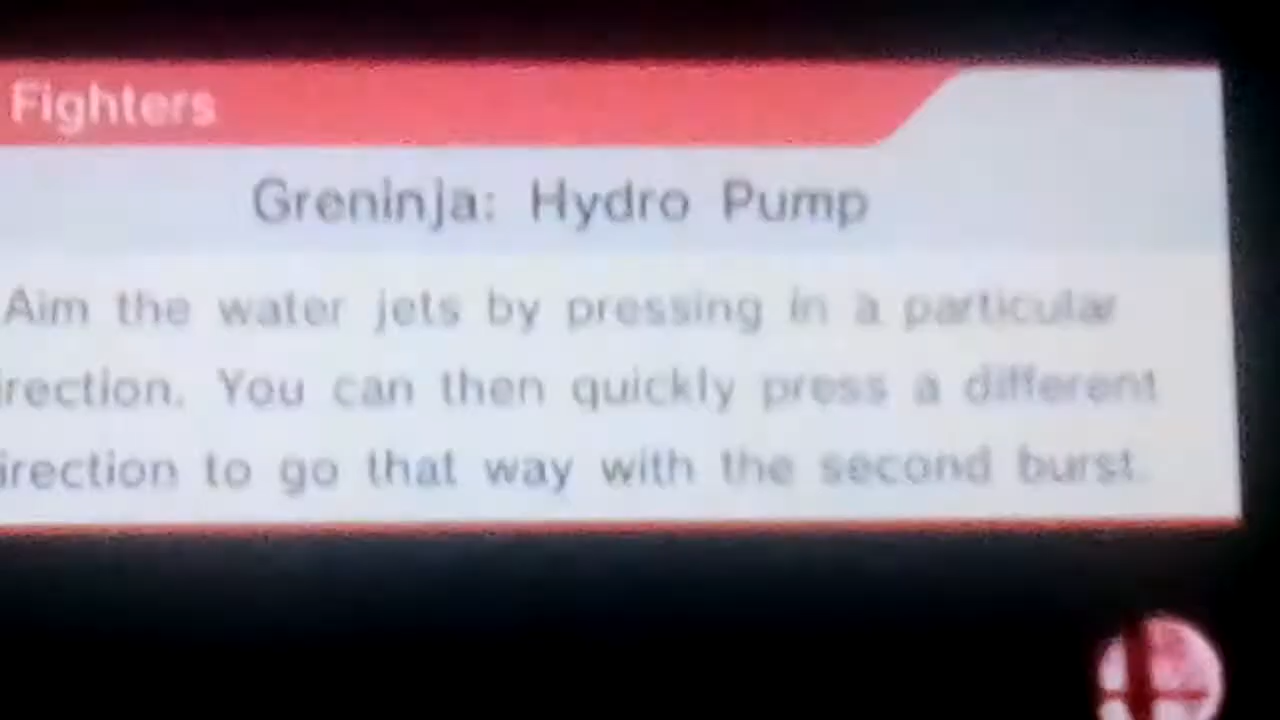 Fighters
Greninja: Hydro Pump
Aim the water jets by pressing in a particular
irection. You can then quickly press a different
irection to go that way with the second burst.